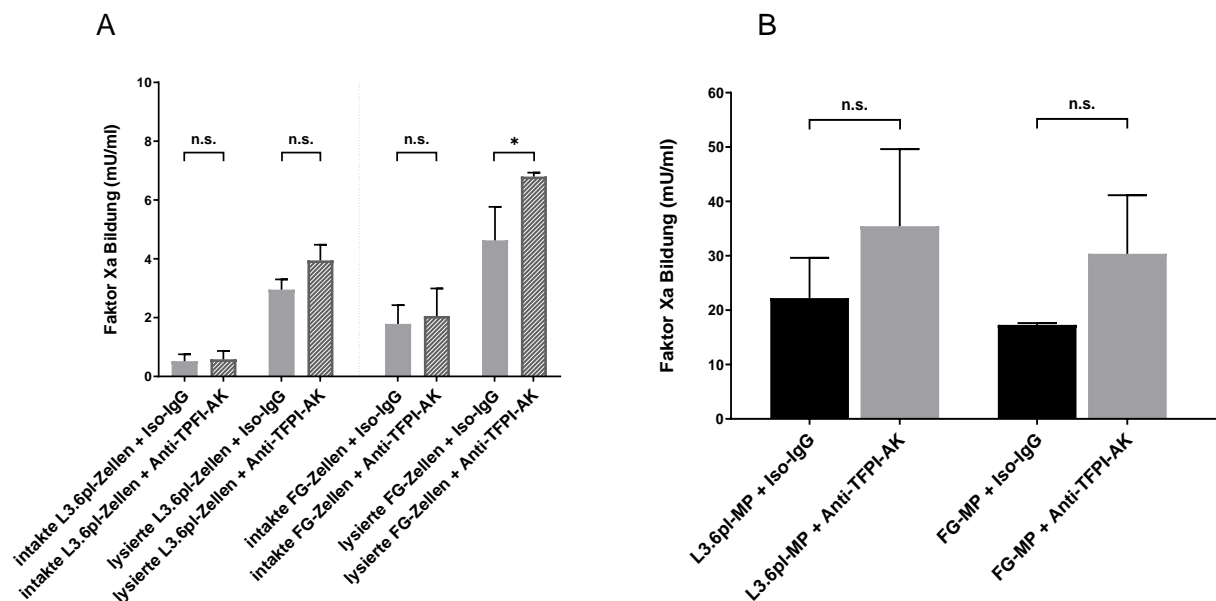 A
Faktor Xa Bildung (mU/ml)
10
8
6
4
2
0
n.s.
n.s.
n.s.
*
intakte L3.6pl-Zellen + Iso-IgG
intakte L3.6pl-Zellen + Anti-TPFI-AK
lysierte L3.6pl-Zellen + Iso-IgG
lysierte L3.6pl-Zellen + Anti-TFPI-AK
intakte FG-Zellen + Iso-IgG
intakte FG-Zellen + Anti-TFPI-AK
lysierte FG-Zellen + Iso-IgG
lysierte FG-Zellen + Anti-TFPI-AK
B
Faktor Xa Bildung (mU/ml)
60
50
40
30
20
10
0
n.s.
n.s.
L3.6pl-MP + Iso-IgG
L3.6pl-MP + Anti-TFPI-AK
FG-MP + Iso-IgG
FG-MP + Anti-TFPI-AK